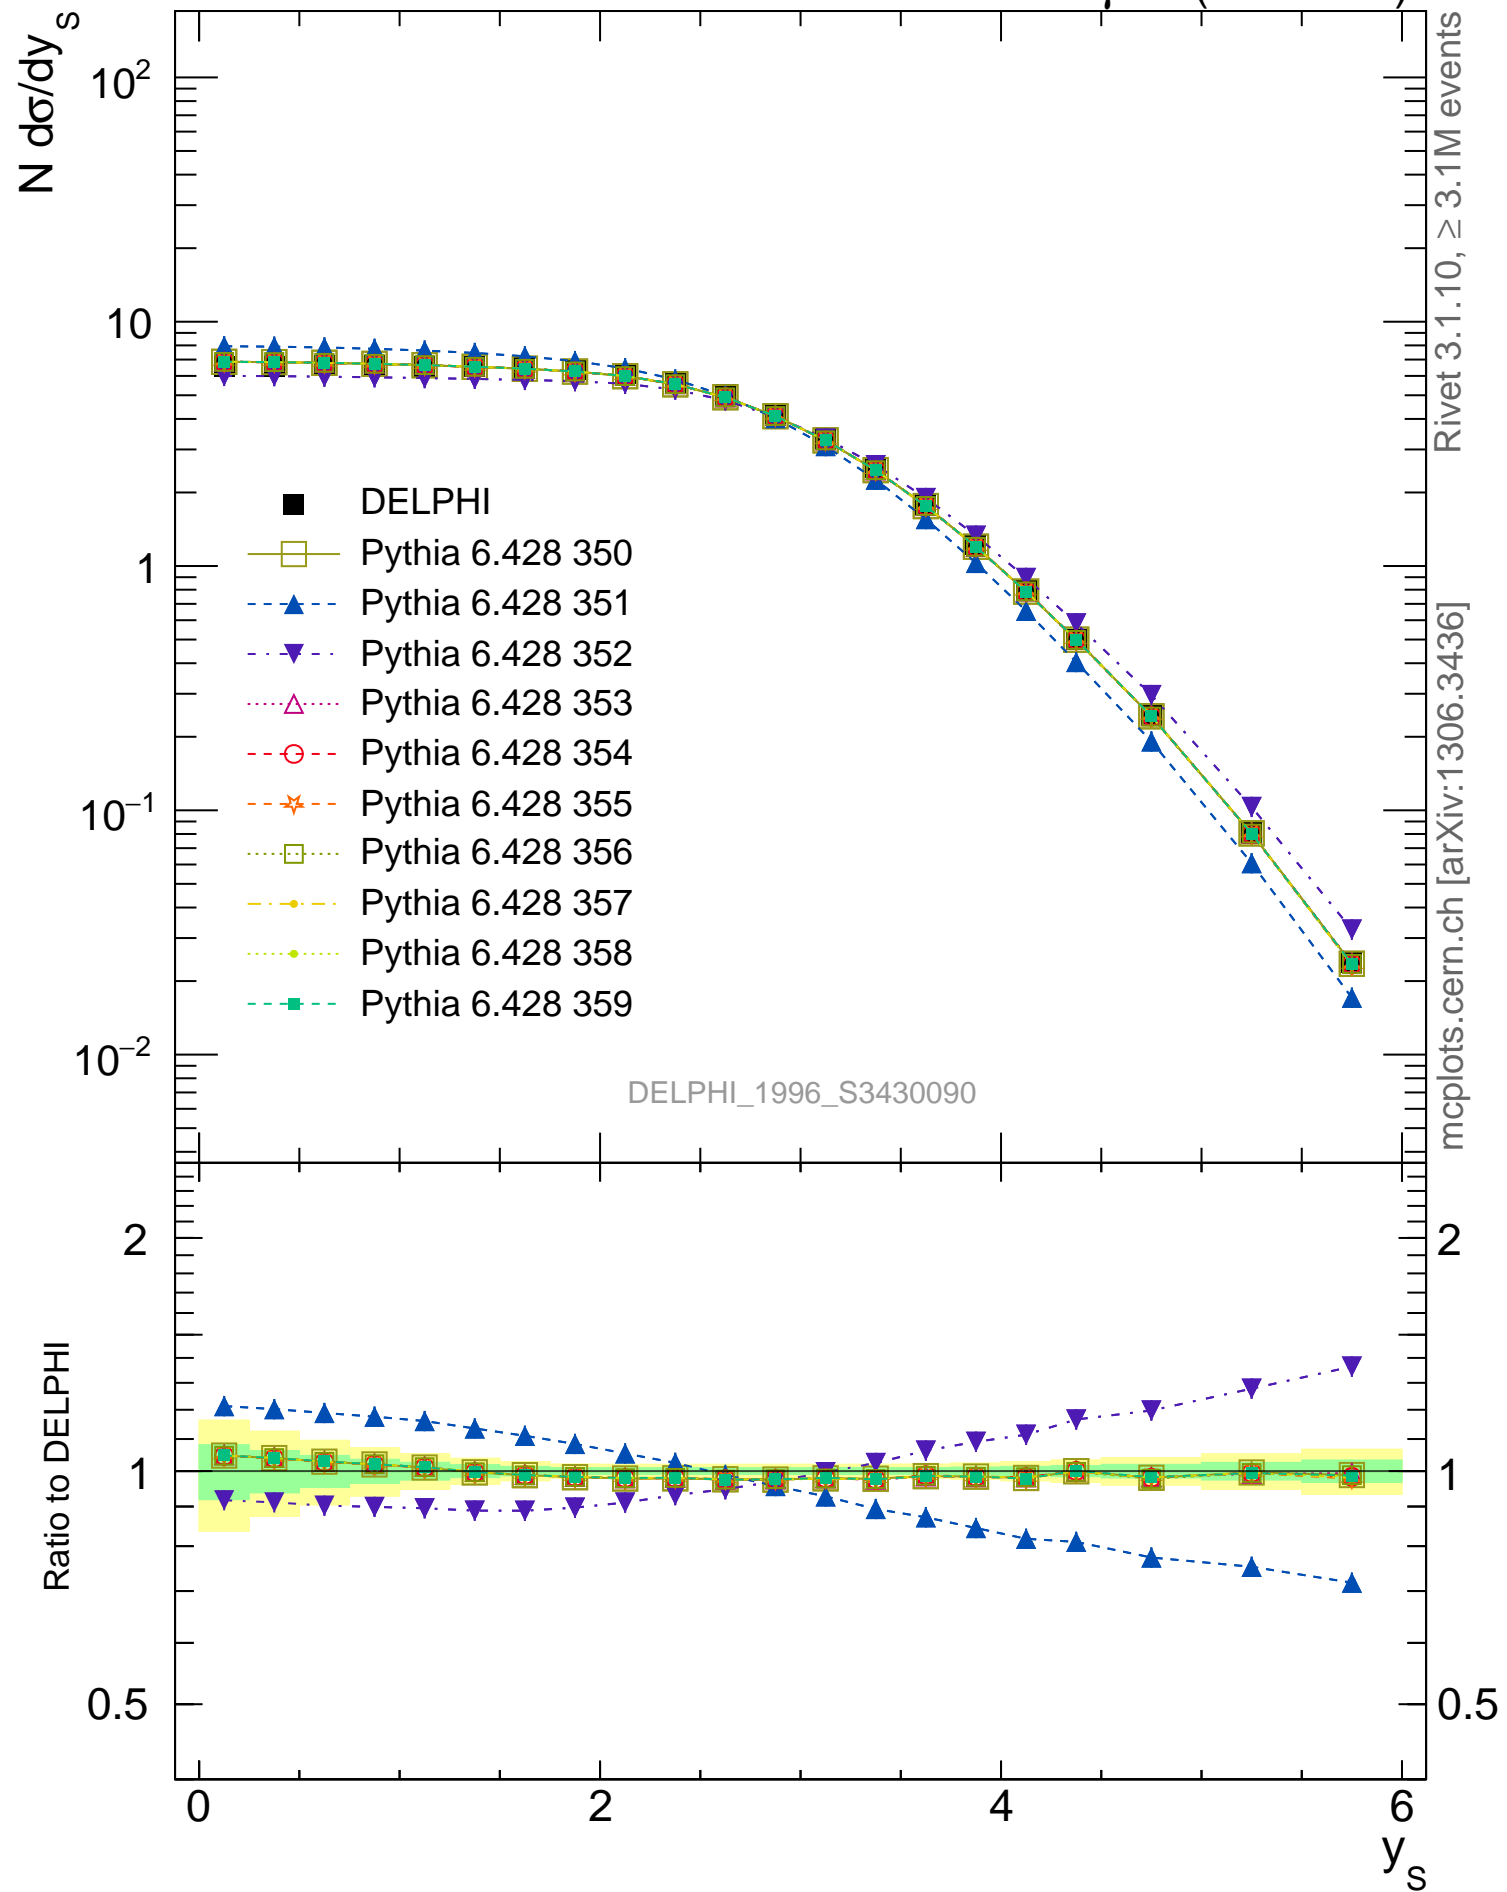 N dσ/dy_S
10²
10
1
10⁻¹
10⁻²
DELPHI
Pythia 6.428 350
Pythia 6.428 351
Pythia 6.428 352
Pythia 6.428 353
Pythia 6.428 354
Pythia 6.428 355
Pythia 6.428 356
Pythia 6.428 357
Pythia 6.428 358
Pythia 6.428 359
DELPHI_1996_S3430090
Rivet 3.1.10, ≥ 3.1M events
mcplots.cern.ch [arXiv:1306.3436]
Ratio to DELPHI
2
1
0.5
2
1
0.5
0
2
4
6
y_S